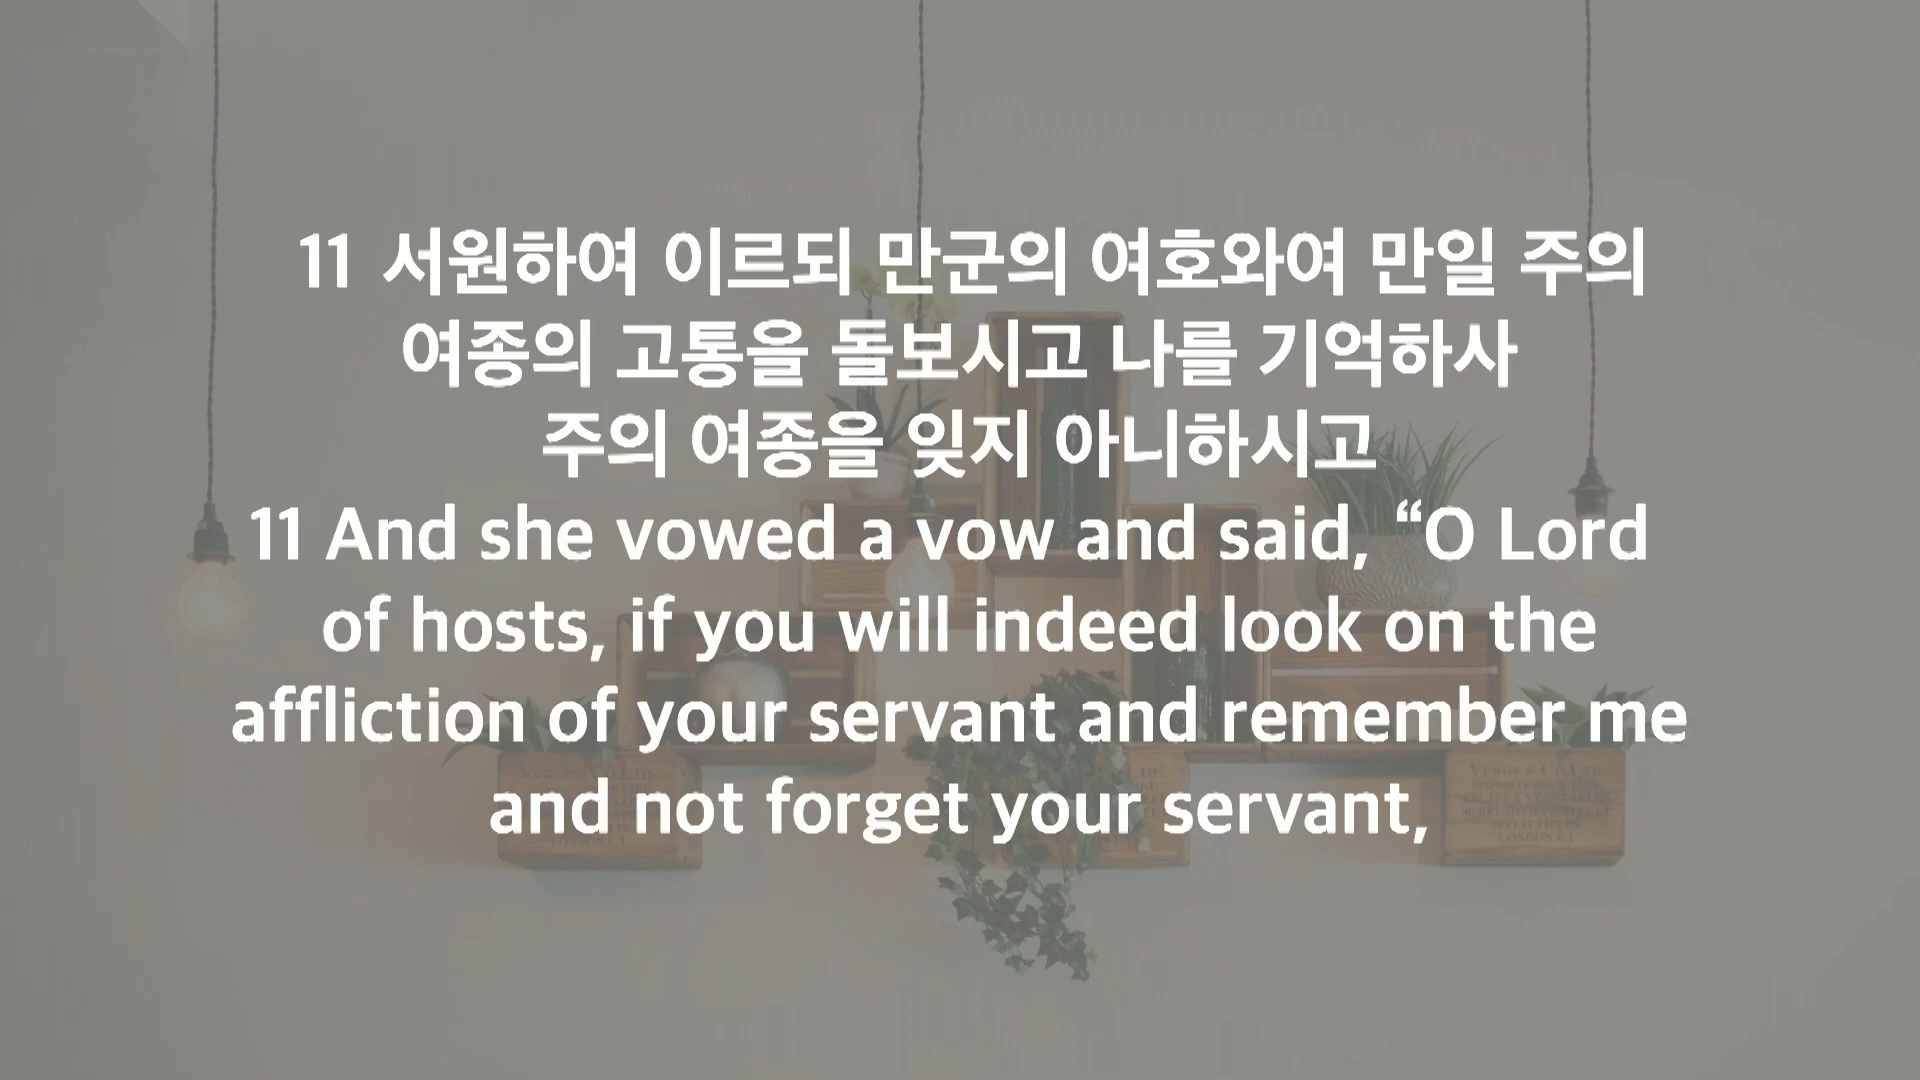 11 서원하여 이르되 만군의 여호와여 만일 주의
여종의 고통을 돌보시고 나를 기억하사
주의 여종을 잊지 아니하시고
11 And she vowed a vow and said, “O Lord
of hosts, if you will indeed look on the
affliction of your servant and remember me
and not forget your servant,